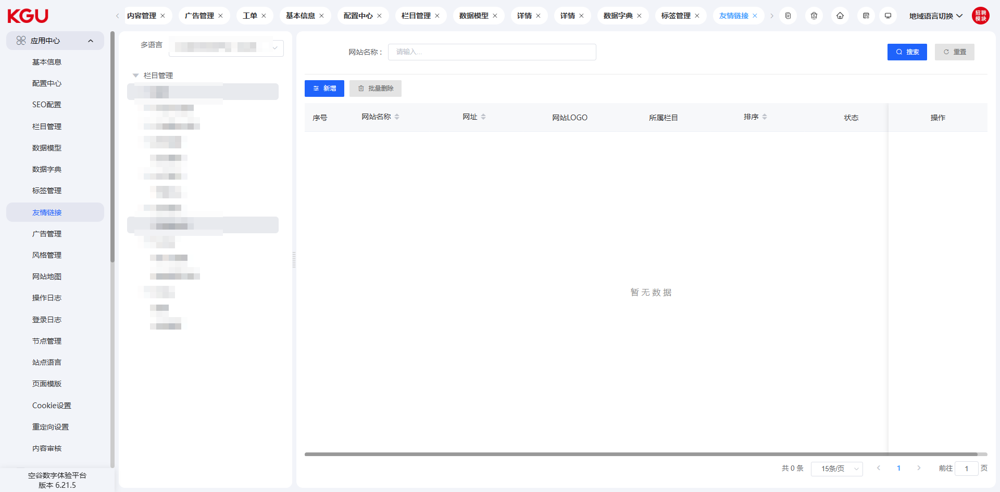 KGU
内容管理 广告管理 工单 基本信息 配置中心 栏目管理 数据模型 详情 详情 数据字典 标签管理 友情链接 地域语言切换 招聘模块
应用中心
基本信息
配置中心
SEO配置
栏目管理
数据模型
数据字典
标签管理
友情链接
广告管理
风格管理
网站地图
操作日志
登录日志
节点管理
站点语言
页面模版
Cookie设置
重定向设置
内容审核
空谷数字体验平台
版本 6.21.5
多语言
栏目管理
网站名称： 请输入... 搜索 重置
新增 批量删除
序号 网站名称 网址 网站LOGO 所属栏目 排序 状态 操作
暂无数据
共 0 条 15条/页 1 前往 1 页